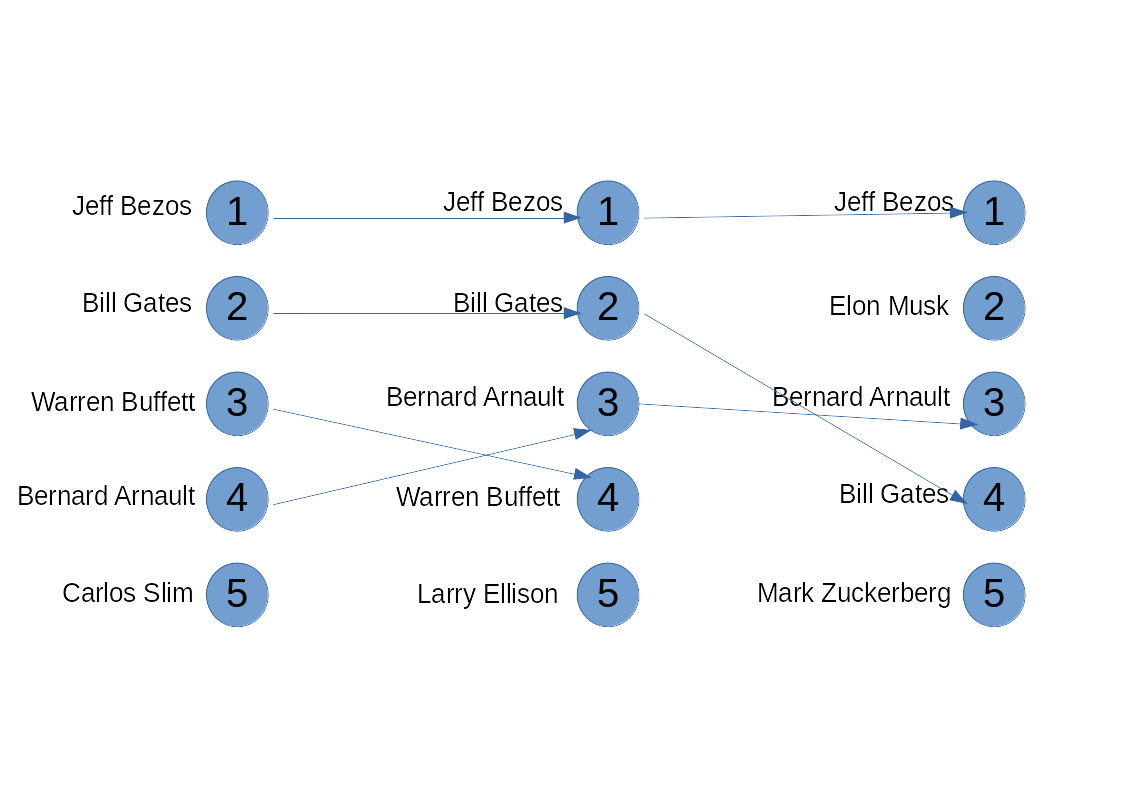 Jeff Bezos 1 Jeff Bezos 1 Jeff Bezos 1
Bill Gates 2 Bill Gates 2 Elon Musk 2
Warren Buffett 3 Bernard Arnault 3 Bernard Arnault 3
Bernard Arnault 4 Warren Buffett 4 Bill Gates 4
Carlos Slim 5 Larry Ellison 5 Mark Zuckerberg 5